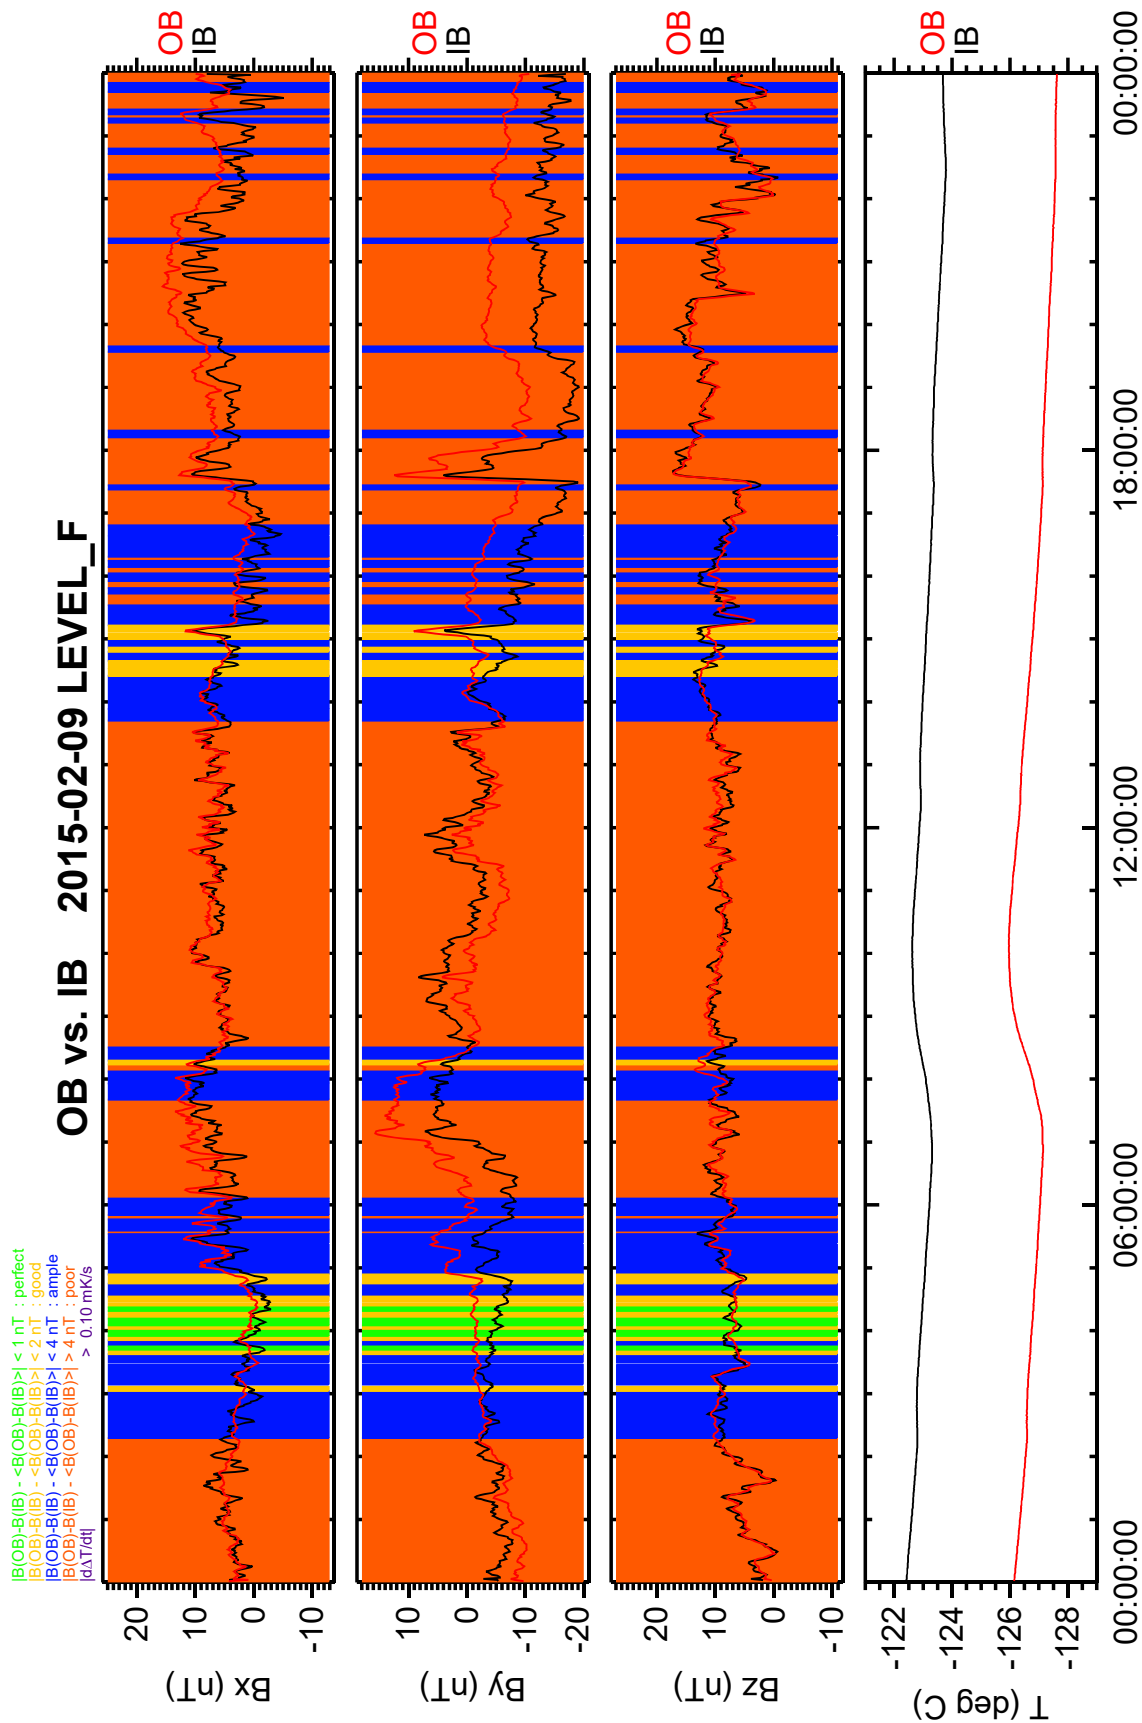 OB vs. IB 2015-02-09 LEVEL_F
|B(OB)-B(IB) - <B(OB)-B(IB)>| < 1 nT : perfect
|B(OB)-B(IB) - <B(OB)-B(IB)>| < 2 nT : good
|B(OB)-B(IB) - <B(OB)-B(IB)>| < 4 nT : ample
|B(OB)-B(IB) - <B(OB)-B(IB)>| > 4 nT : poor
|dΔT/dt| > 0.10 mK/s
Bx (nT)
20
10
0
-10
OB
IB
By (nT)
10
0
-10
-20
OB
IB
Bz (nT)
20
10
0
-10
OB
IB
T (deg C)
-122
-124
-126
-128
OB
IB
00:00:00
06:00:00
12:00:00
18:00:00
00:00:00